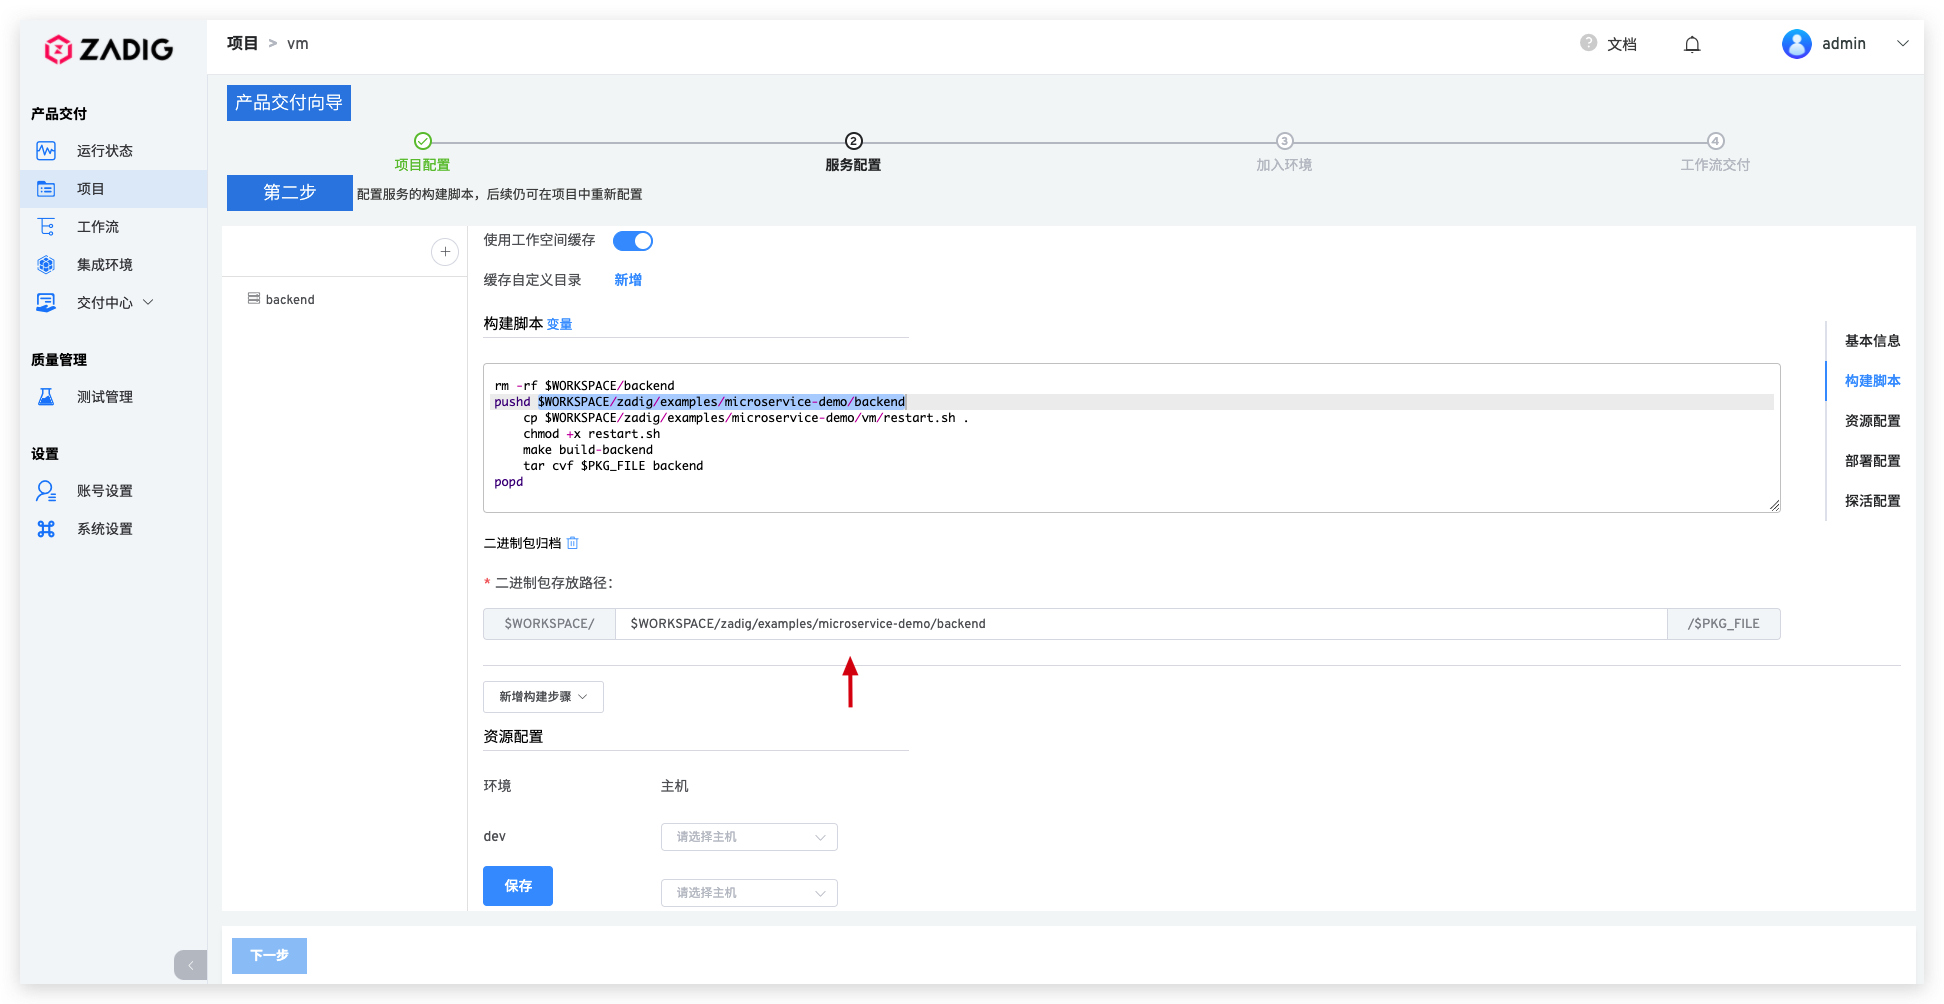 ZADIG
项目 > vm
文档
admin
产品交付
运行状态
项目
工作流
集成环境
交付中心
质量管理
测试管理
设置
账号设置
系统设置
产品交付向导
项目配置
2
服务配置
3
加入环境
4
工作流交付
第二步
配置服务的构建脚本，后续仍可在项目中重新配置
backend
使用工作空间缓存
缓存自定义目录 新增
构建脚本 变量
rm -rf $WORKSPACE/backend
pushd $WORKSPACE/zadig/examples/microservice-demo/backend
cp $WORKSPACE/zadig/examples/microservice-demo/vm/restart.sh .
chmod +x restart.sh
make build-backend
tar cvf $PKG_FILE backend
popd
二进制包归档
* 二进制包存放路径：
$WORKSPACE/ $WORKSPACE/zadig/examples/microservice-demo/backend /$PKG_FILE
新增构建步骤
资源配置
环境 主机
dev 请选择主机
保存 请选择主机
基本信息
构建脚本
资源配置
部署配置
探活配置
下一步